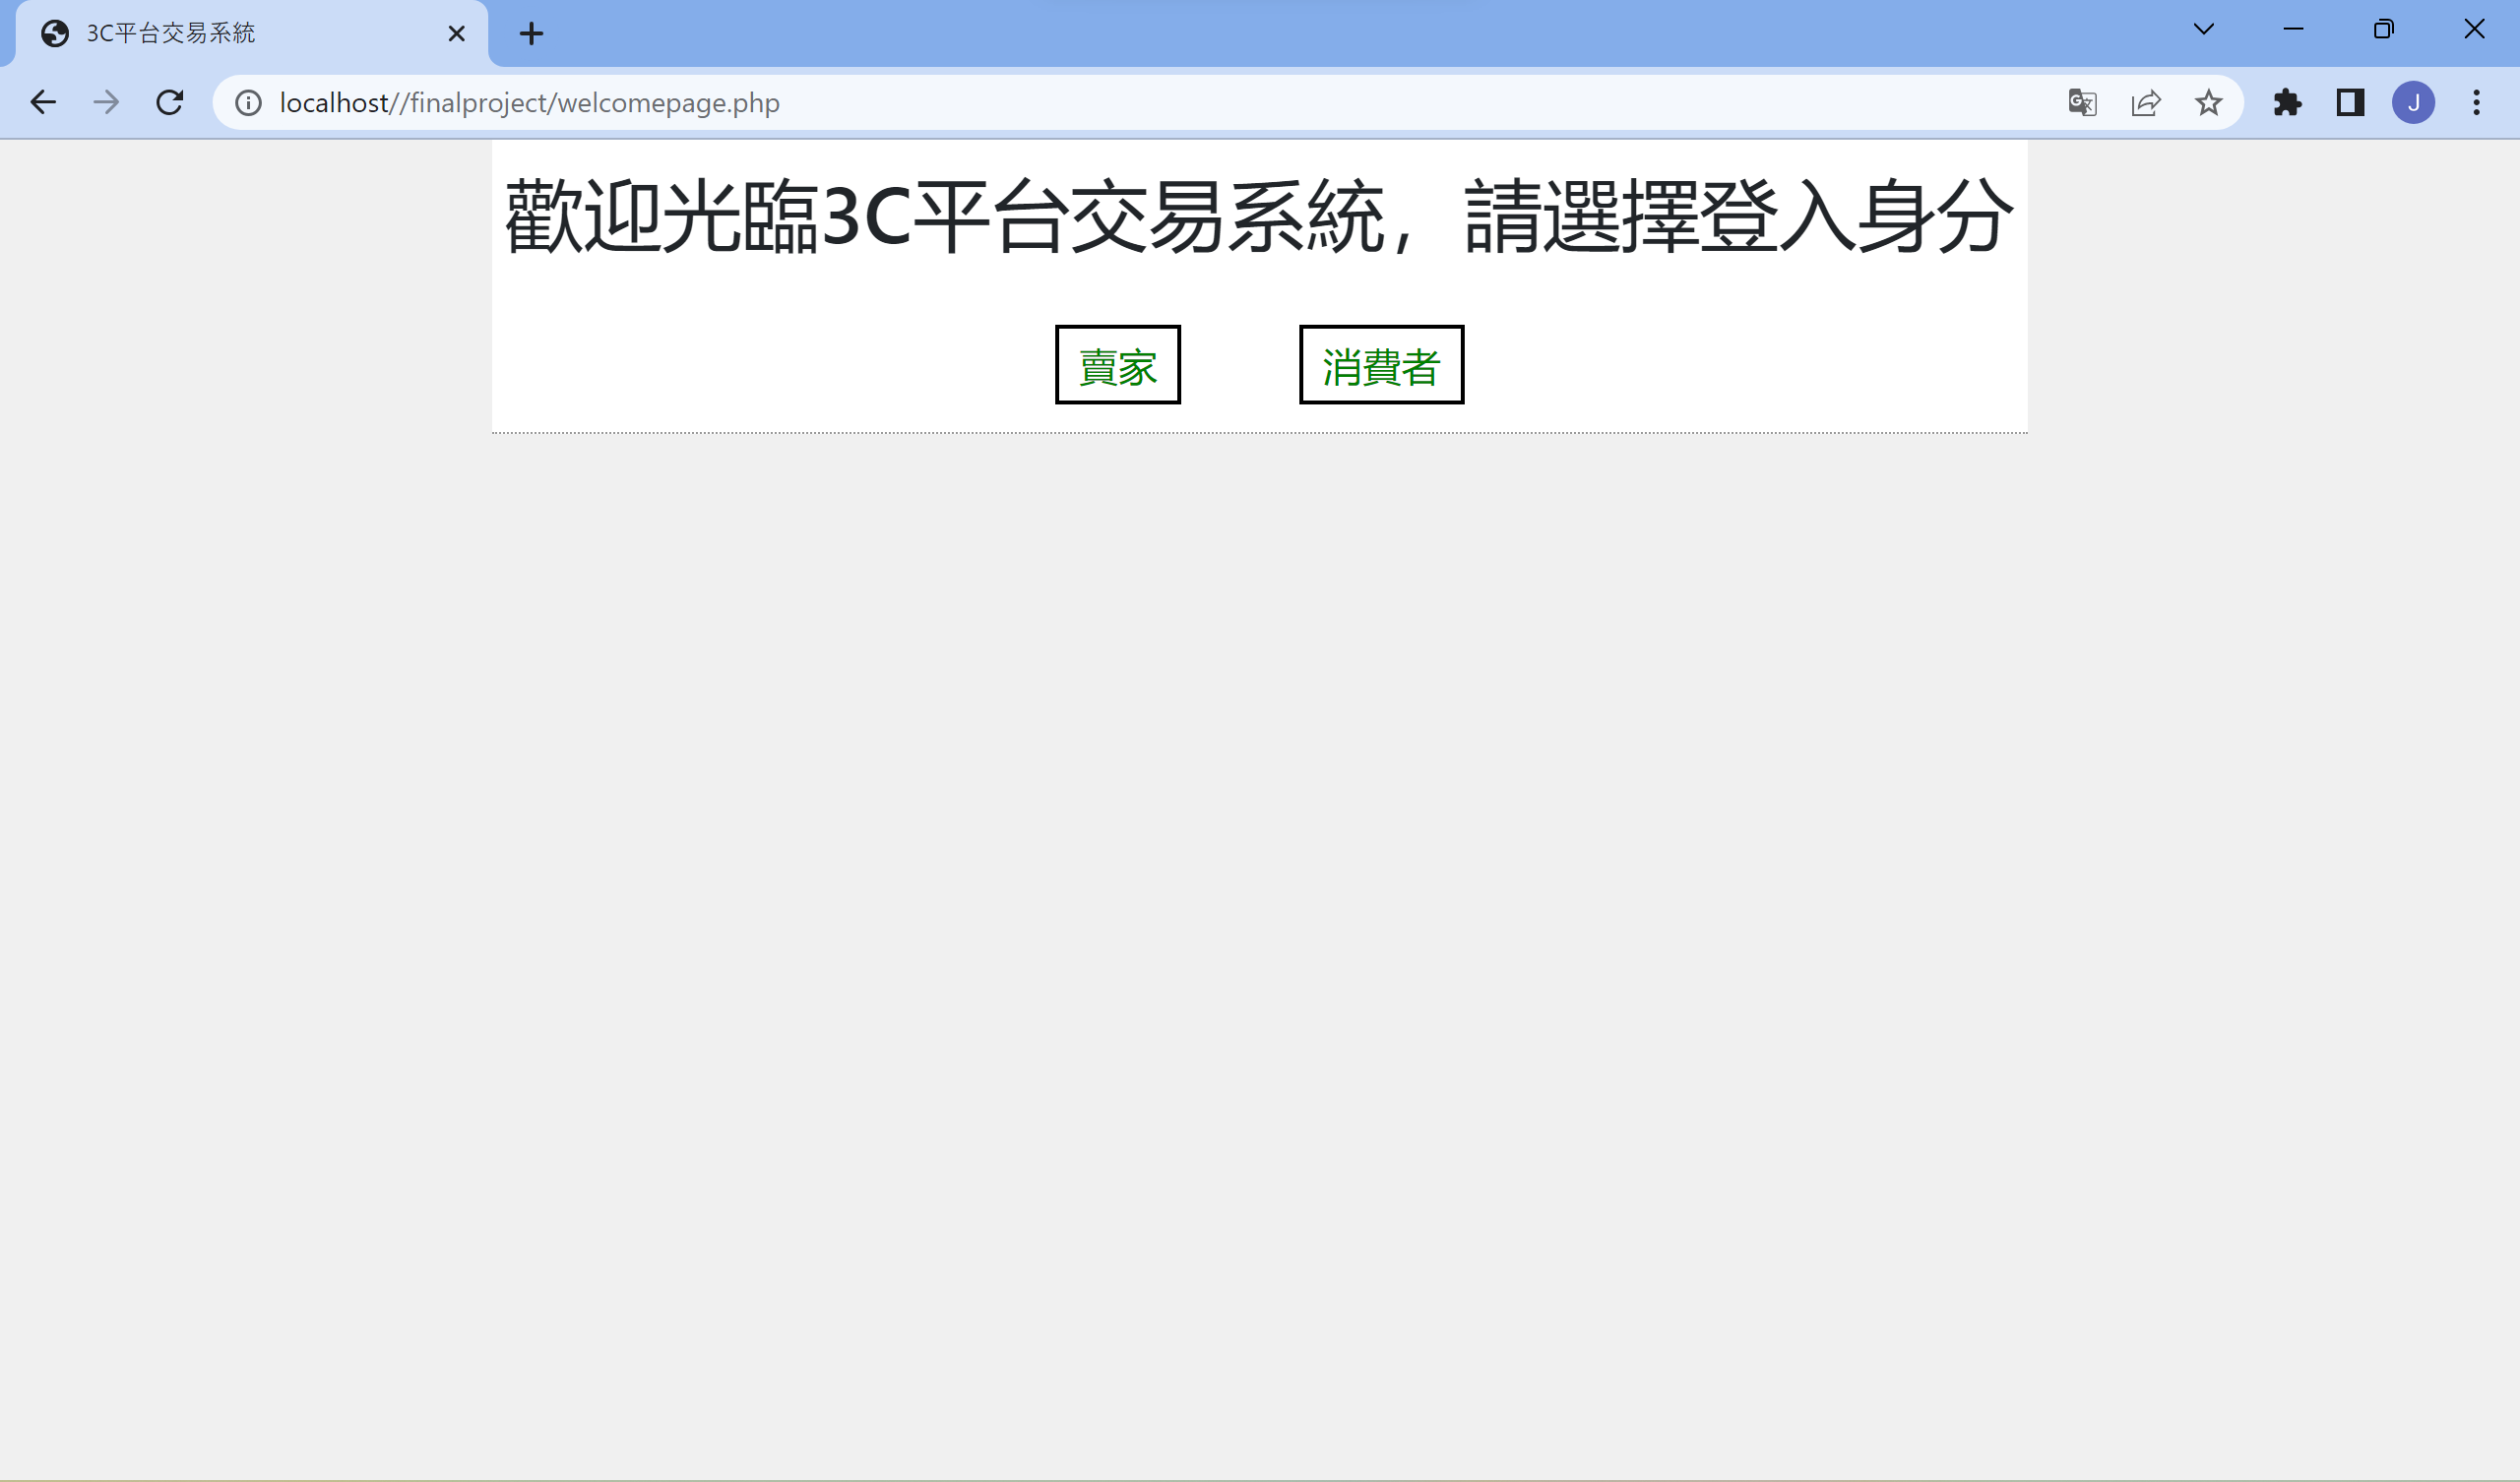 3C平台交易系統
localhost//finalproject/welcomepage.php
J
歡迎光臨3C平台交易系統，請選擇登入身分
賣家
消費者